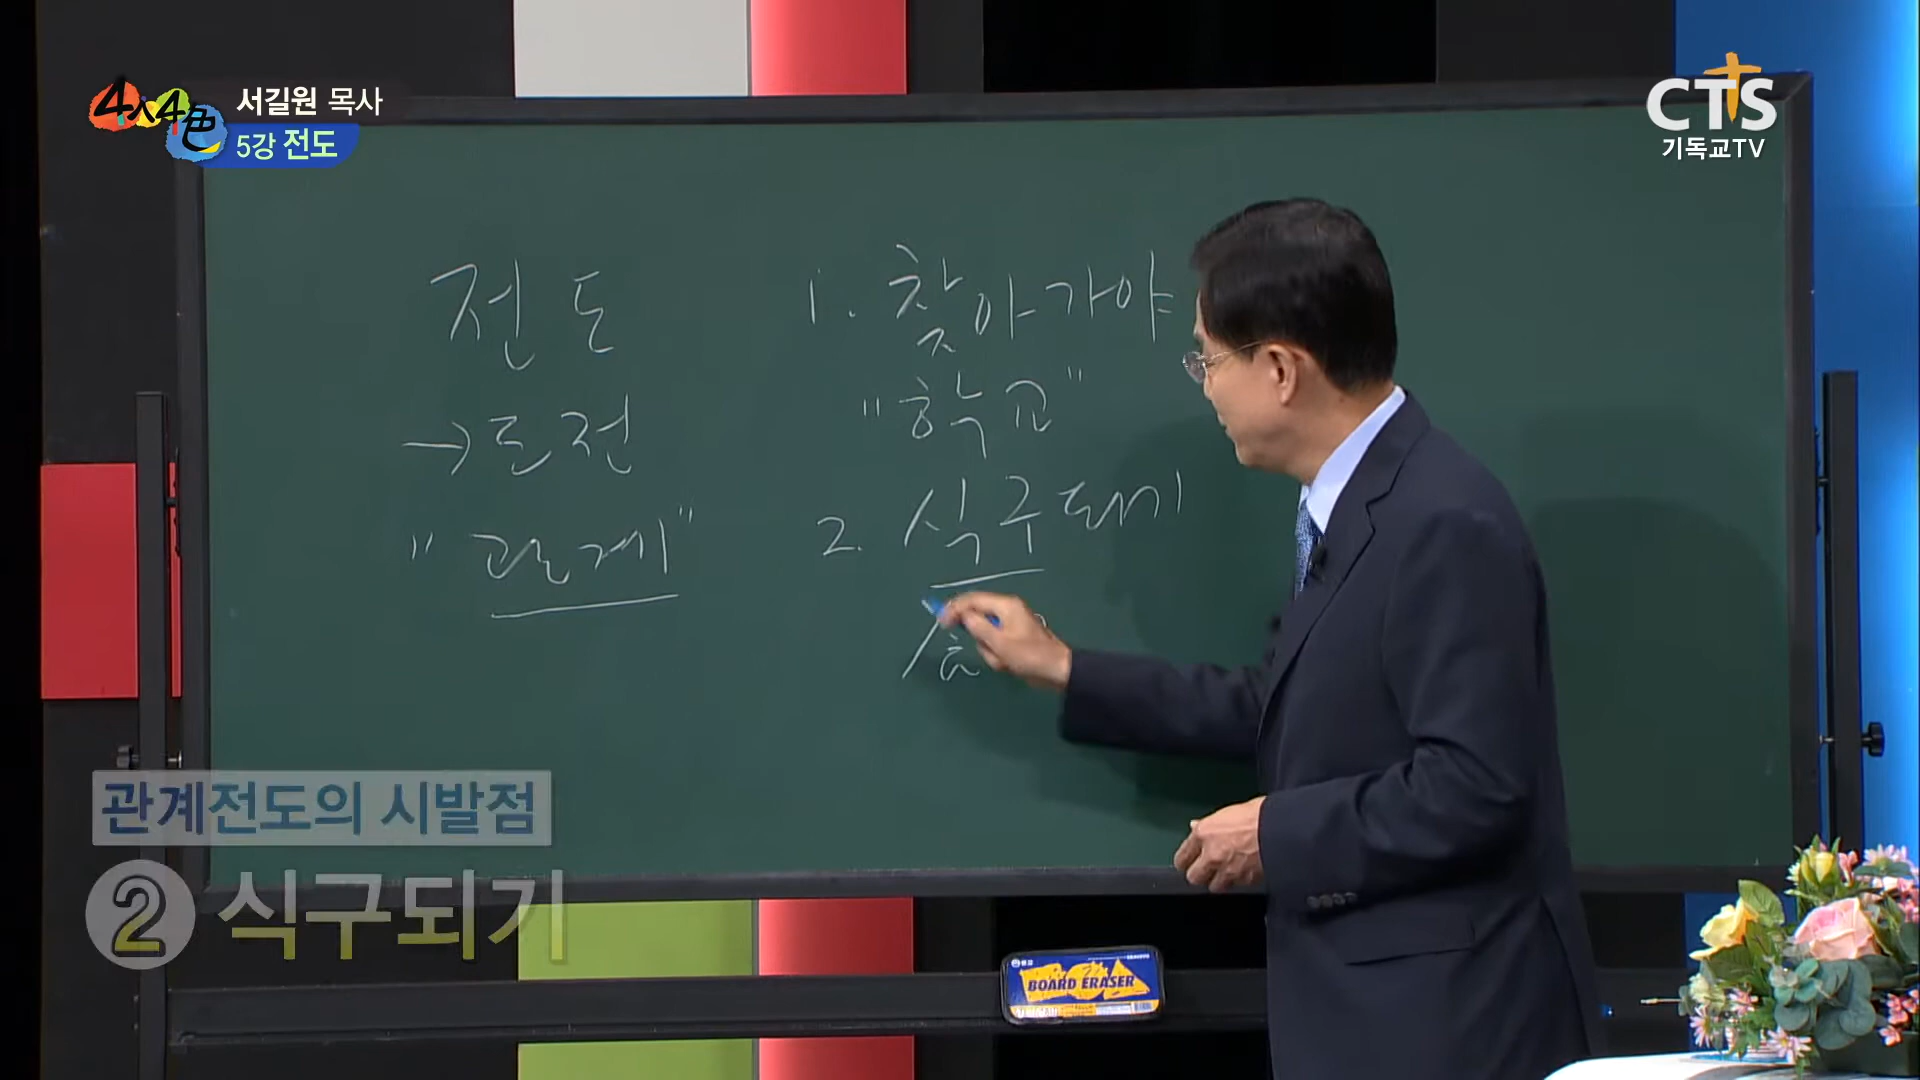 4人4色
서길원 목사
5강 전도
CTS
기독교TV
전도
→도전
"관계"
1. 찾아가야
"학교"
2. 식구되기
관계전도의 시발점
② 식구되기
BOARD ERASER